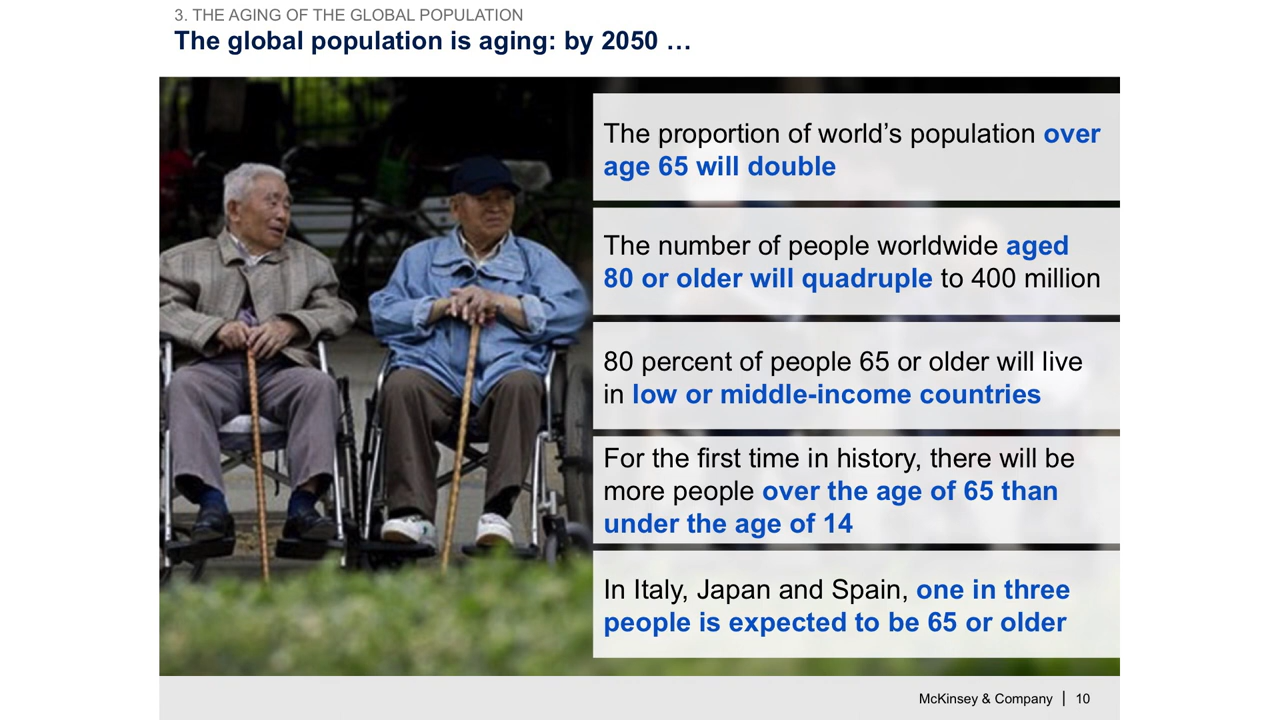 3. THE AGING OF THE GLOBAL POPULATION
The global population is aging: by 2050 …
The proportion of world’s population over
age 65 will double
The number of people worldwide aged
80 or older will quadruple to 400 million
80 percent of people 65 or older will live
in low or middle-income countries
For the first time in history, there will be
more people over the age of 65 than
under the age of 14
In Italy, Japan and Spain, one in three
people is expected to be 65 or older
McKinsey & Company | 10